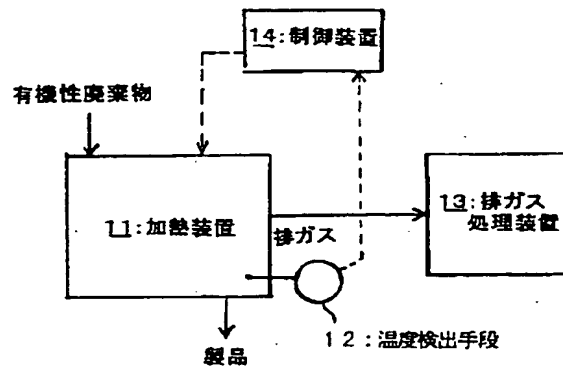 14:制御装置
有機性廃棄物
11:加熱装置
排ガス
13:排ガス
処理装置
12:温度検出手段
製品